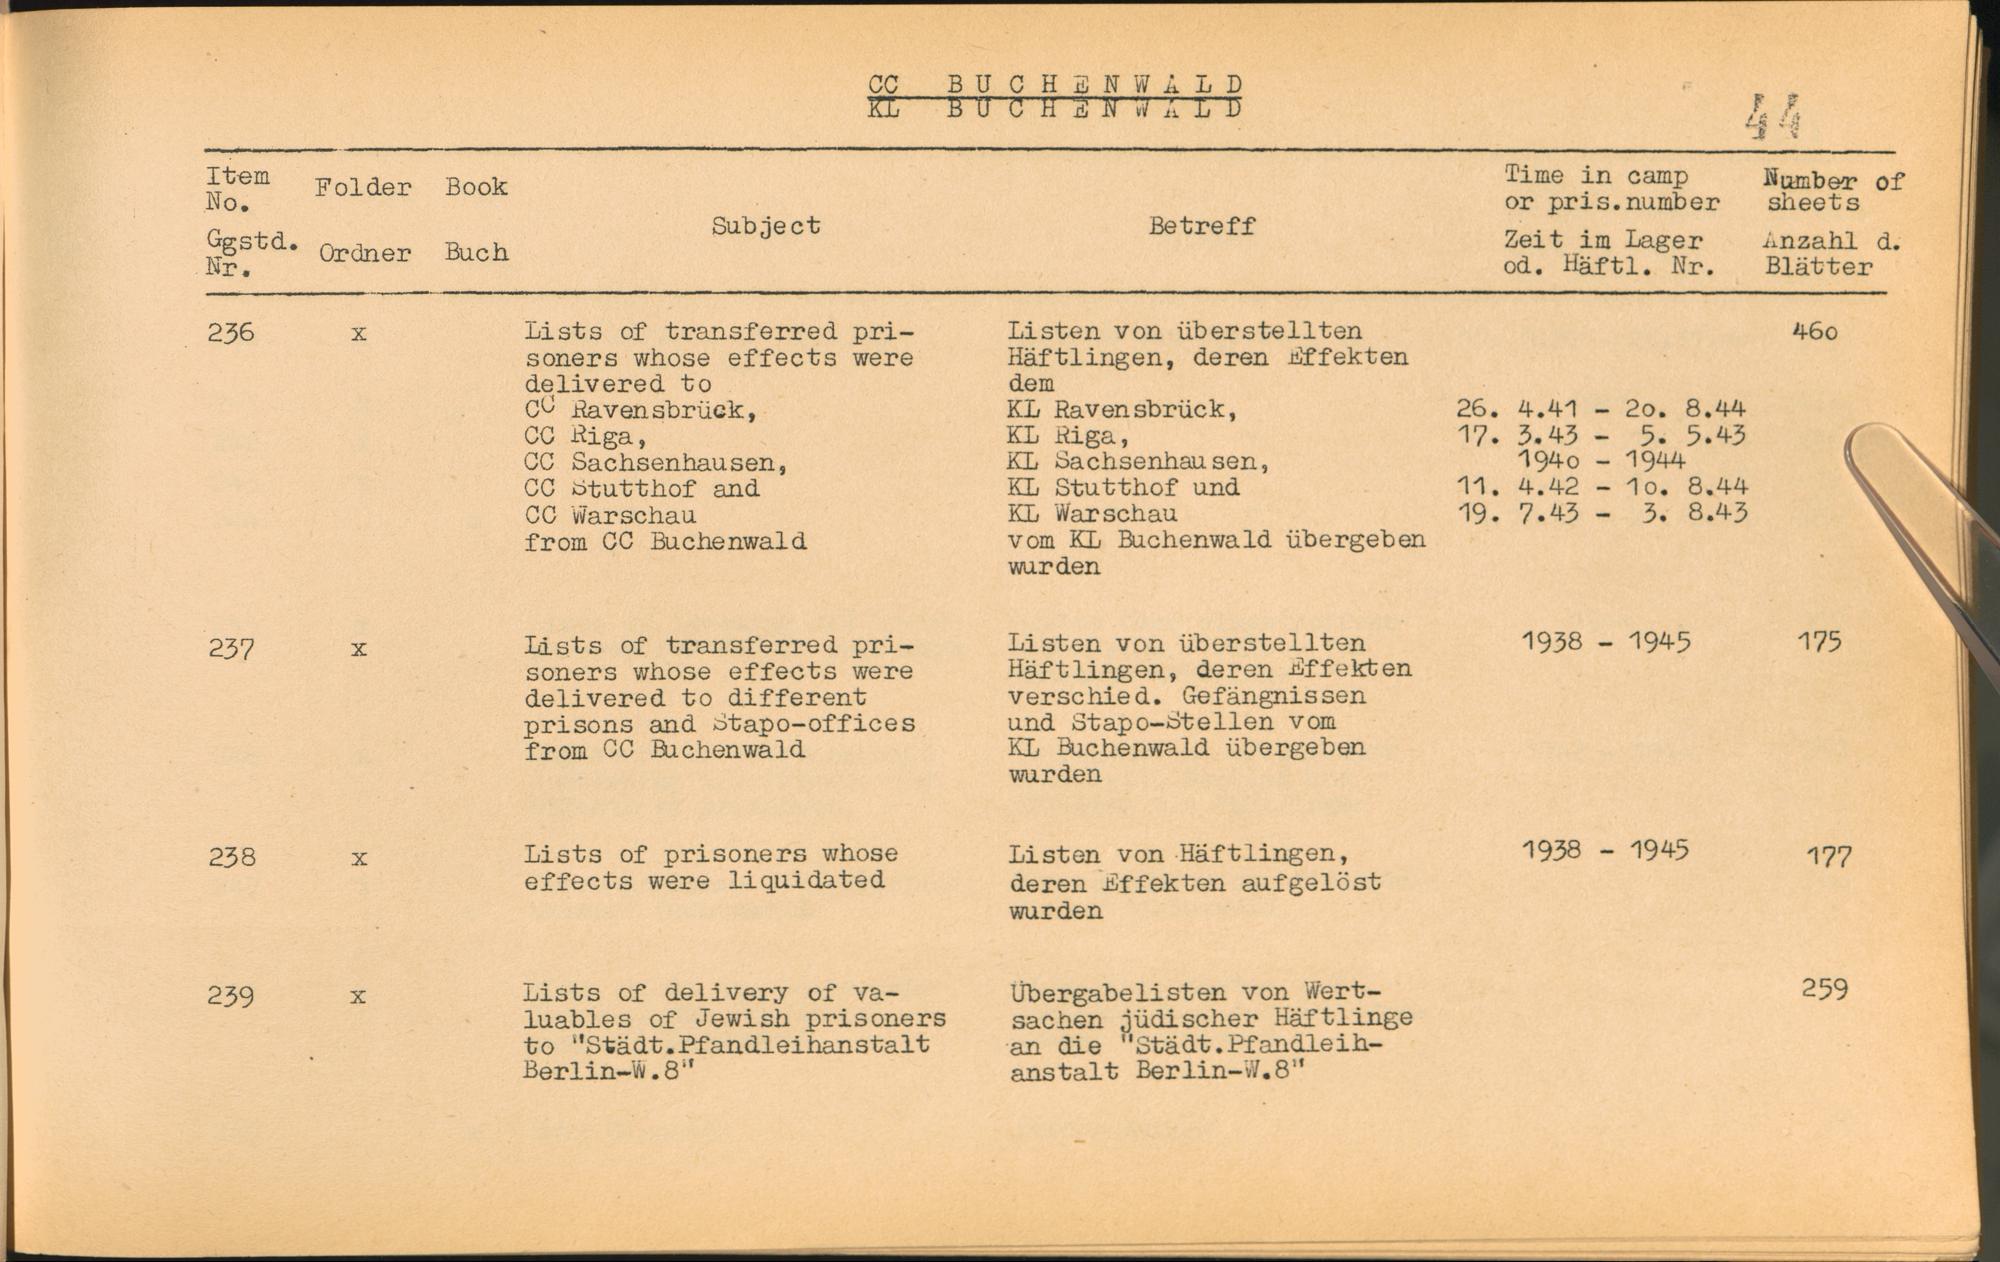 CC BUCHENWALD
KL BUCHENWALD
44
Item No. Folder Book Subject Betreff Time in camp or pris.number Number of sheets
Ggstd. Nr. Ordner Buch Zeit im Lager od. Häftl. Nr. Anzahl d. Blätter
236 x Lists of transferred pri- Listen von überstellten 460
soners whose effects were Häftlingen, deren Effekten
delivered to dem
CC Ravensbrück, KL Ravensbrück, 26. 4.41 - 20. 8.44
CC Riga, KL Riga, 17. 3.43 - 5. 5.43
CC Sachsenhausen, KL Sachsenhausen, 1940 - 1944
CC Stutthof and KL Stutthof und 11. 4.42 - 10. 8.44
CC Warschau KL Warschau 19. 7.43 - 3. 8.43
from CC Buchenwald vom KL Buchenwald übergeben
wurden
237 x Lists of transferred pri- Listen von überstellten 1938 - 1945 175
soners whose effects were Häftlingen, deren Effekten
delivered to different verschied. Gefängnissen
prisons and Stapo-offices und Stapo-Stellen vom
from CC Buchenwald KL Buchenwald übergeben
wurden
238 x Lists of prisoners whose Listen von Häftlingen, 1938 - 1945 177
effects were liquidated deren Effekten aufgelöst
wurden
239 x Lists of delivery of va- Übergabelisten von Wert- 259
luables of Jewish prisoners sachen jüdischer Häftlinge
to "Städt.Pfandleihanstalt an die "Städt.Pfandleih-
Berlin-W.8" anstalt Berlin-W.8"